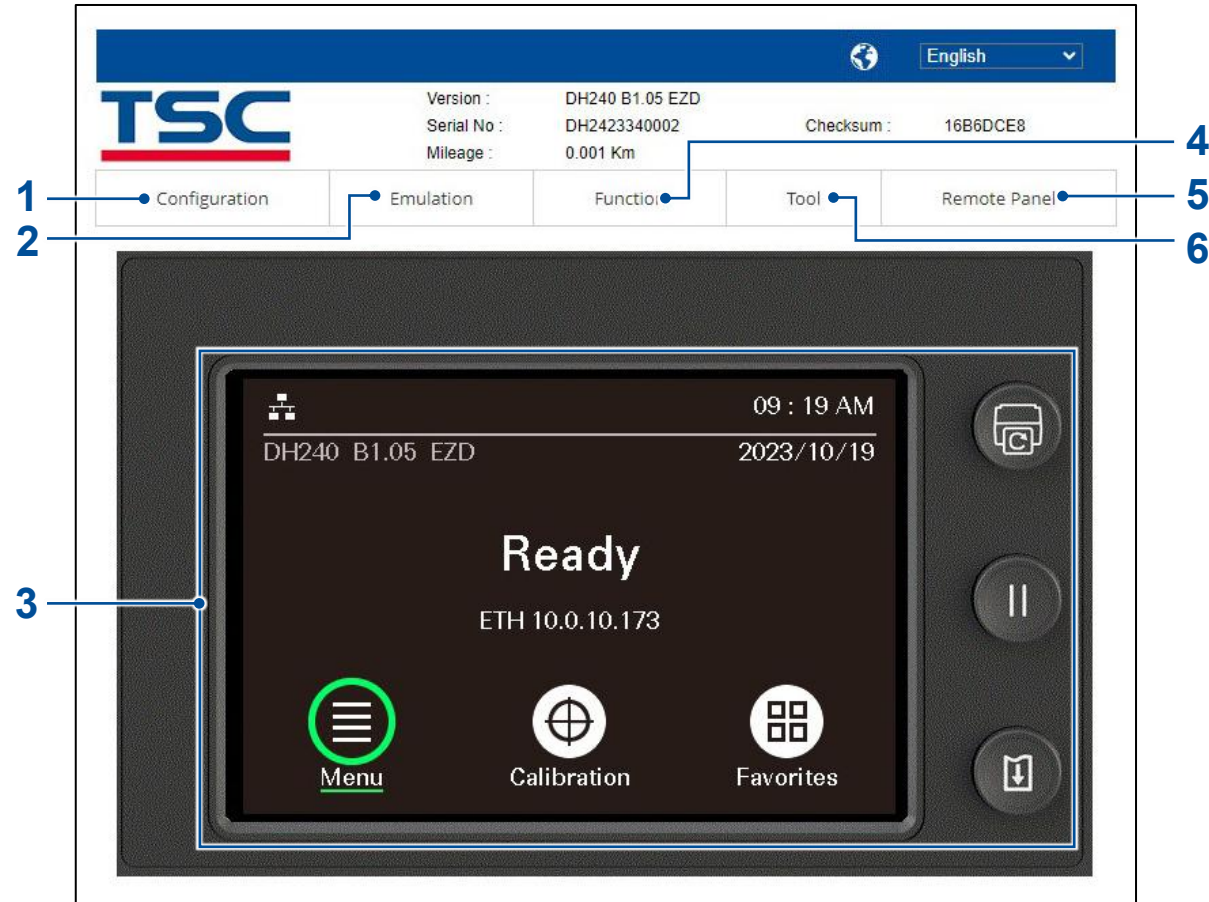 English
TSC
Version : DH240 B1.05 EZD
Serial No : DH2423340002 Checksum : 16B6DCE8
Mileage : 0.001 Km
4
1 Configuration Emulation Function Tool Remote Panel 5
2 6
09 : 19 AM
DH240 B1.05 EZD 2023/10/19
Ready
3
ETH 10.0.10.173
Menu Calibration Favorites